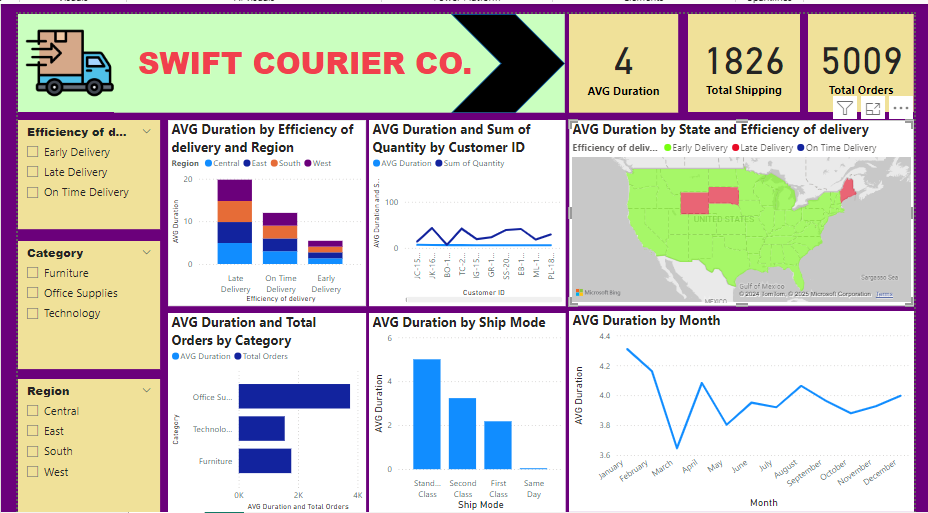 SWIFT COURIER CO.
4
AVG Duration
1826
Total Shipping
5009
Total Orders
Efficiency of d...
Early Delivery
Late Delivery
On Time Delivery
Category
Furniture
Office Supplies
Technology
Region
Central
East
South
West
AVG Duration by Efficiency of
delivery and Region
Region Central East South West
20
10
0
AVG Duration
Late
Delivery
On Time
Delivery
Early
Delivery
Efficiency of delivery
AVG Duration and Sum of
Quantity by Customer ID
AVG Duration Sum of Quantity
100
0
AVG Duration and S...
JC-15...
JK-16...
BO-1...
TC-2...
IG-15...
GR-1...
SS-20...
EB-1...
ML-1...
PL-18...
Customer ID
AVG Duration by State and Efficiency of delivery
Efficiency of deliv... Early Delivery Late Delivery On Time Delivery
UNITED STATES
Sargasso Sea
Gulf of Mexico
MEXICO
Microsoft Bing
© 2024 TomTom, © 2025 Microsoft Corporation Terms
AVG Duration and Total
Orders by Category
AVG Duration Total Orders
Category
Office Su...
Technolo...
Furniture
0K
2K
4K
AVG Duration and Total Orders
AVG Duration by Ship Mode
6
4
2
0
AVG Duration
Stand...
Class
Second
Class
First
Class
Same
Day
Ship Mode
AVG Duration by Month
4.4
4.2
4.0
3.8
3.6
AVG Duration
January
February
March
April
May
June
July
August
September
October
November
December
Month